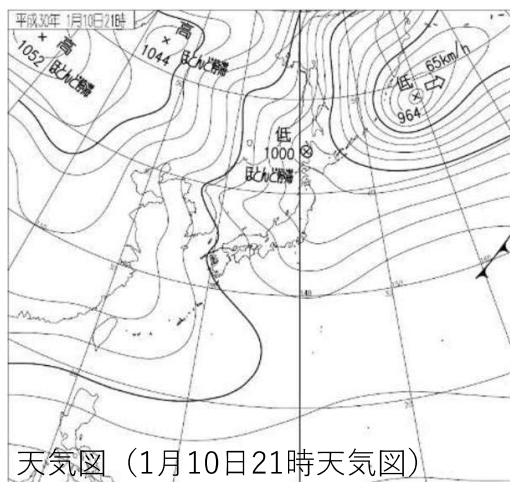 平成30年 1月10日21時
高
1052
ほとんど停滞
高
1044
ほとんど停滞
低
964
65km/h
低
1000
ほとんど停滞
天気図（1月10日21時天気図）